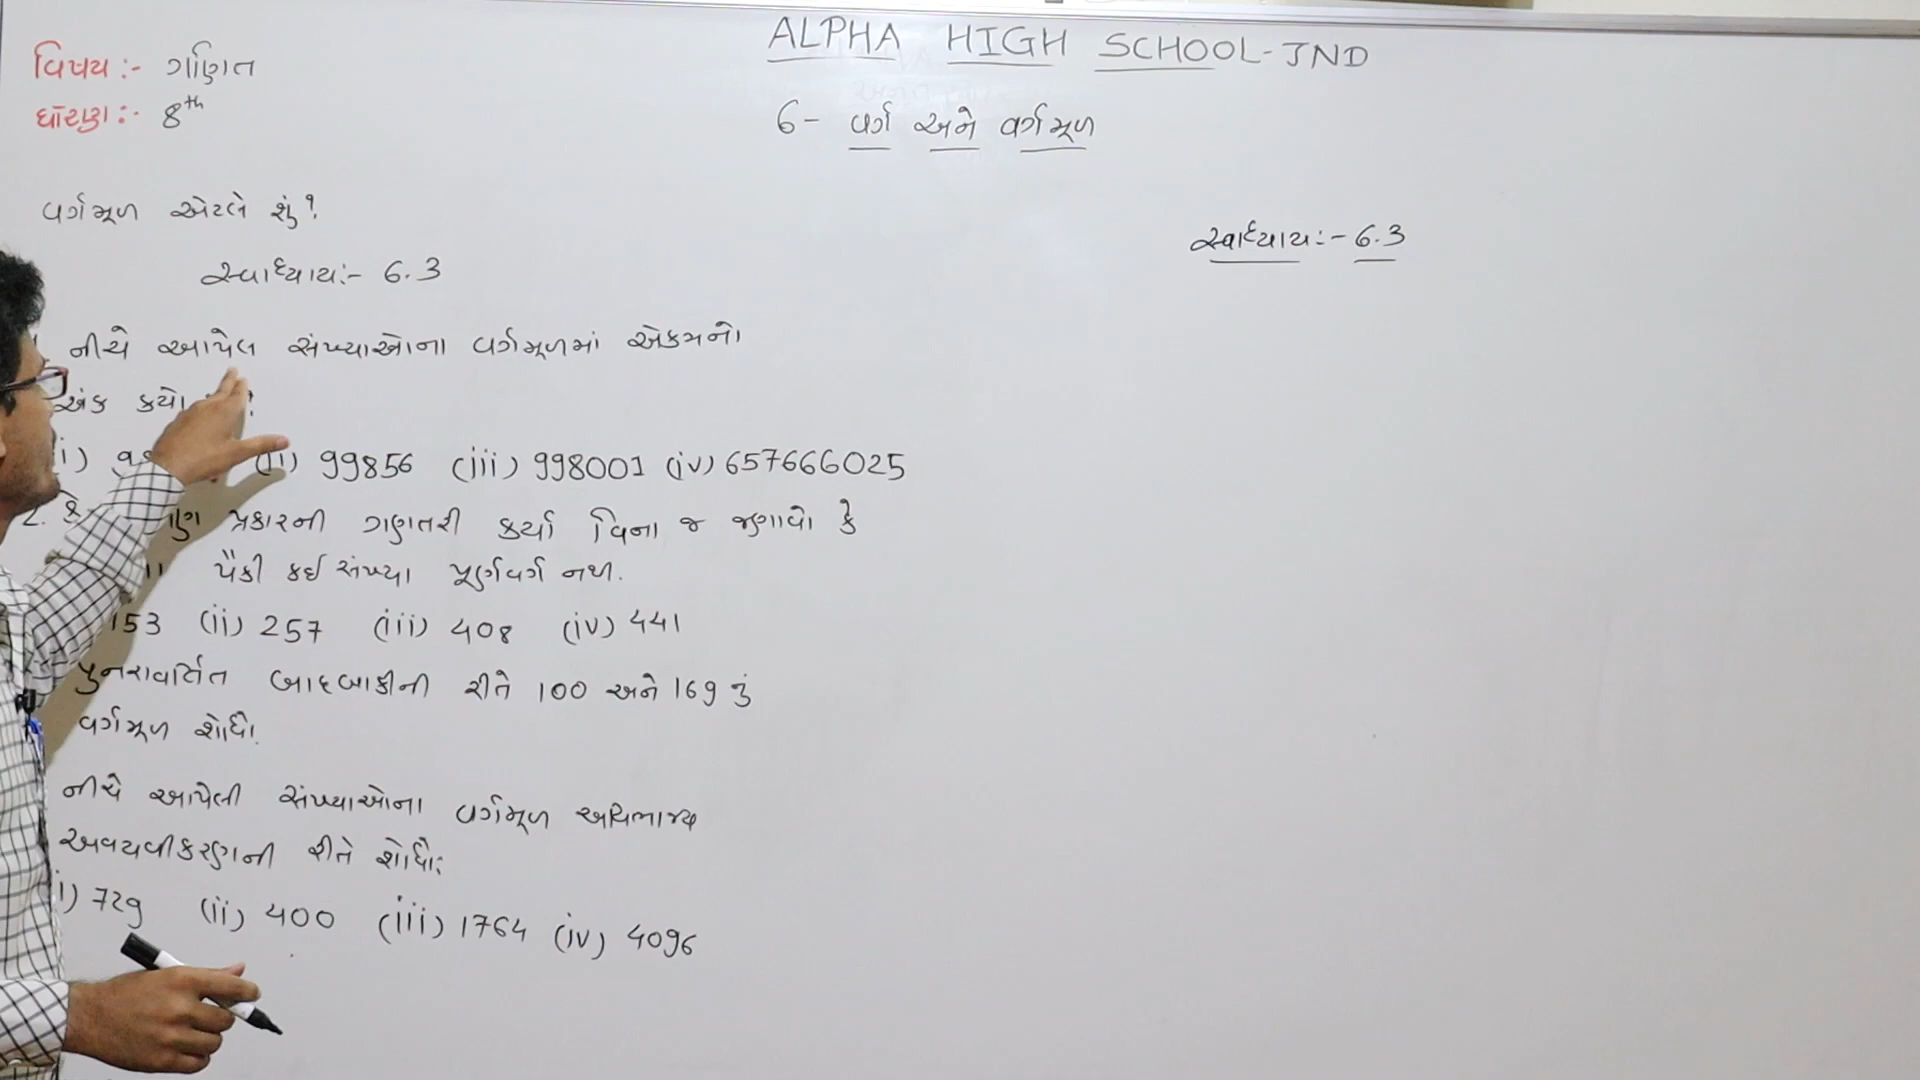 ALPHA HIGH SCHOOL-JND
વિષય :- ગણિત
ધોરણ :- 8th
6- વર્ગ અને વર્ગમૂળ
વર્ગમૂળ એટલે શું?
સ્વાધ્યાય:- 6.3
નીચે આપેલ સંખ્યાઓના વર્ગમૂળમાં એકમનો
અંક કયો ?
(i) (ii) 99856 (iii) 998001 (iv) 657666025
2. પ્રકારની ગણતરી કર્યા વિના જ જણાવો કે
પૈકી કઈ સંખ્યા પૂર્ણવર્ગ નથી.
153 (ii) 257 (iii) 408 (iv) 441
પુનરાવર્તિત બાદબાકીની રીતે 100 અને 169 નું
વર્ગમૂળ શોધો.
નીચે આપેલી સંખ્યાઓના વર્ગમૂળ અવિભાજ્ય
અવયવીકરણની રીતે શોધો:
i) 729 (ii) 400 (iii) 1764 (iv) 4096
સ્વાધ્યાય:- 6.3